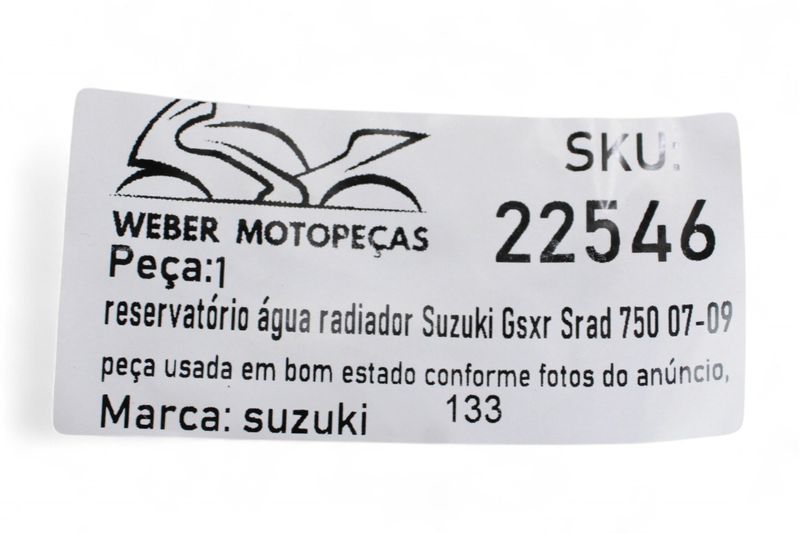 WEBER MOTOPEÇAS
SKU:
22546
Peça:1
reservatório água radiador Suzuki Gsxr Srad 750 07-09
peça usada em bom estado conforme fotos do anúncio,
Marca: suzuki 133